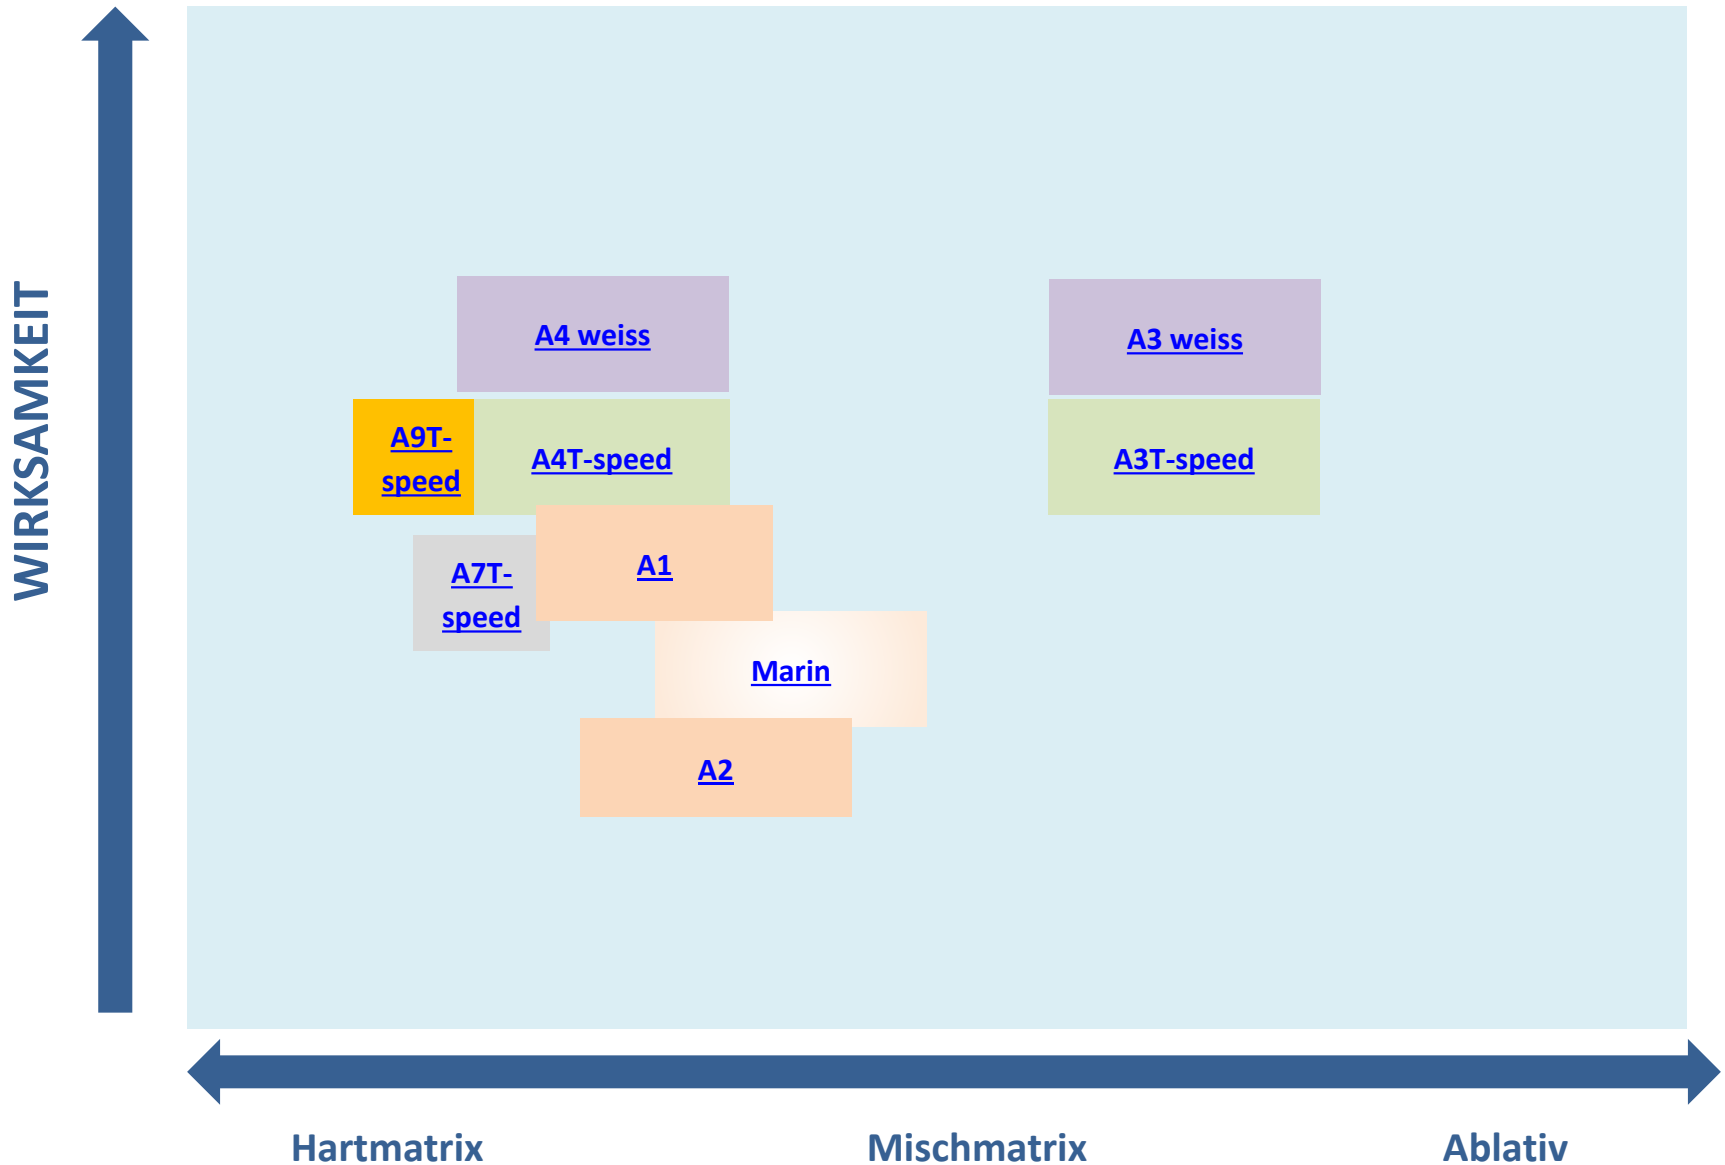 WIRKSAMKEIT
A4 weiss
A3 weiss
A9T-
speed
A4T-speed
A3T-speed
A7T-
speed
A1
Marin
A2
Hartmatrix
Mischmatrix
Ablativ